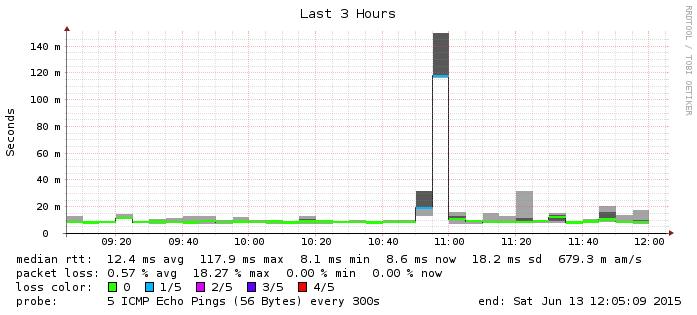 Last 3 Hours
RRDTOOL / TOBI OETIKER
Seconds
140 m
120 m
100 m
80 m
60 m
40 m
20 m
0
09:20 09:40 10:00 10:20 10:40 11:00 11:20 11:40 12:00
median rtt: 12.4 ms avg 117.9 ms max 8.1 ms min 8.6 ms now 18.2 ms sd 679.3 m am/s
packet loss: 0.57 % avg 18.27 % max 0.00 % min 0.00 % now
loss color: 0 1/5 2/5 3/5 4/5
probe: 5 ICMP Echo Pings (56 Bytes) every 300s end: Sat Jun 13 12:05:09 2015